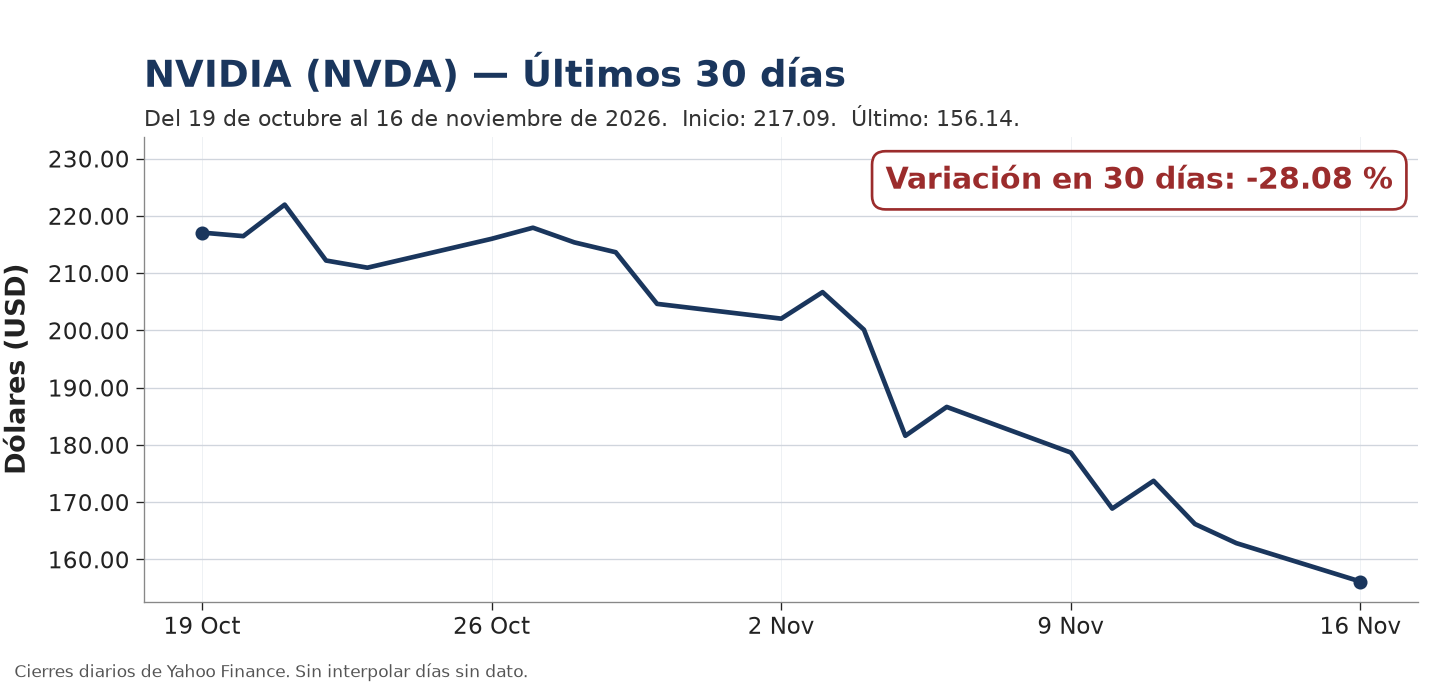 NVIDIA (NVDA) — Últimos 30 días
Del 19 de octubre al 16 de noviembre de 2026.  Inicio: 217.09.  Último: 156.14.
Variación en 30 días: -28.08 %
Dólares (USD)
230.00
220.00
210.00
200.00
190.00
180.00
170.00
160.00
19 Oct
26 Oct
2 Nov
9 Nov
16 Nov
Cierres diarios de Yahoo Finance. Sin interpolar días sin dato.